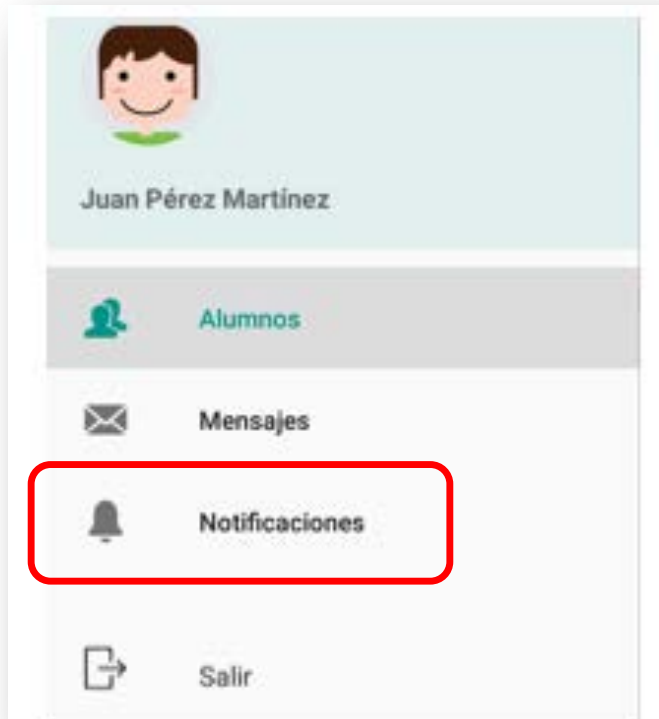 Juan Pérez Martínez
Alumnos
Mensajes
Notificaciones
Salir